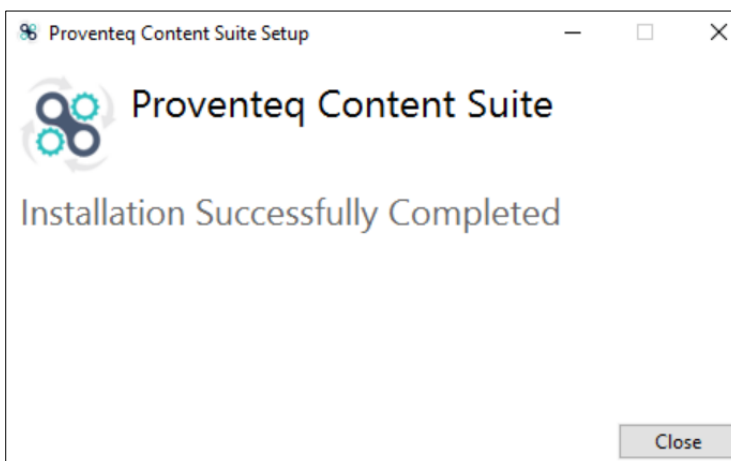 Proventeq Content Suite Setup
Proventeq Content Suite
Installation Successfully Completed
Close